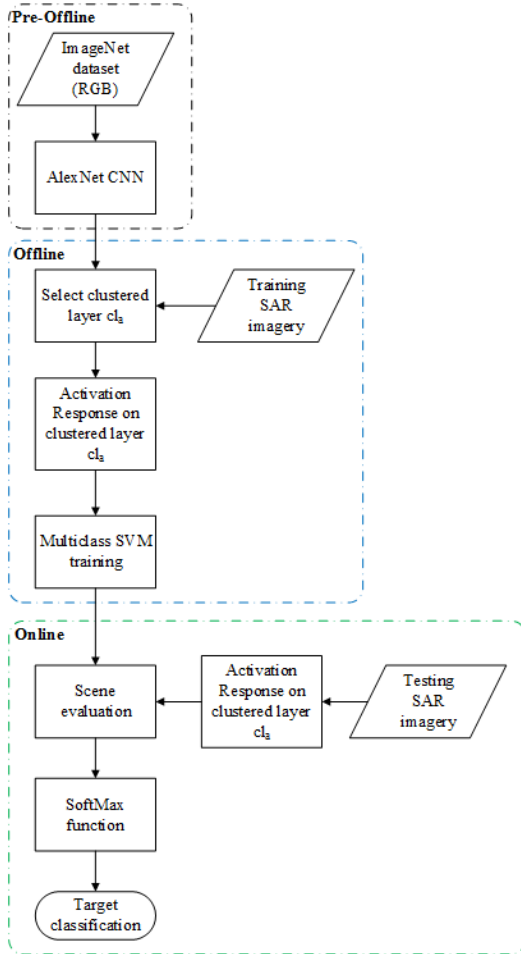 Pre-Offline
ImageNet
dataset
(RGB)
AlexNet CNN
Offline
Select clustered
layer clₐ
Training
SAR
imagery
Activation
Response on
clustered layer
clₐ
Multiclass SVM
training
Online
Scene
evaluation
Activation
Response on
clustered layer
clₐ
Testing
SAR
imagery
SoftMax
function
Target
classification